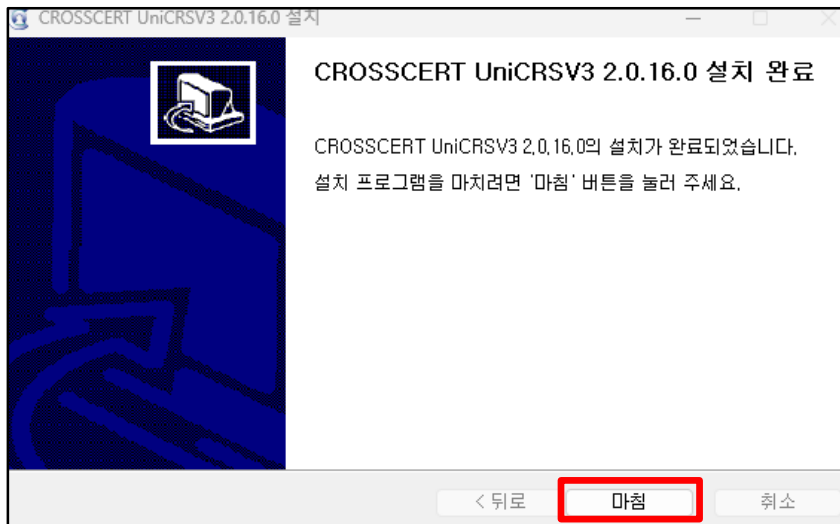 CROSSCERT UniCRSV3 2.0.16.0 설치
CROSSCERT UniCRSV3 2.0.16.0 설치 완료
CROSSCERT UniCRSV3 2.0.16.0의 설치가 완료되었습니다.
설치 프로그램을 마치려면 '마침' 버튼을 눌러 주세요.
< 뒤로 마침 취소